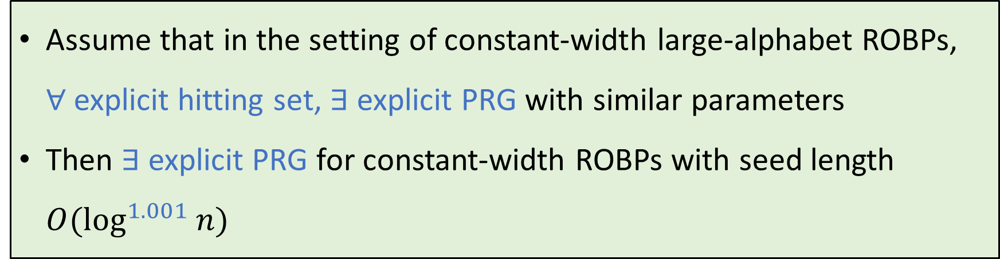 • Assume that in the setting of constant-width large-alphabet ROBPs,
∀ explicit hitting set, ∃ explicit PRG with similar parameters
• Then ∃ explicit PRG for constant-width ROBPs with seed length
𝑂(log^{1.001} 𝑛)